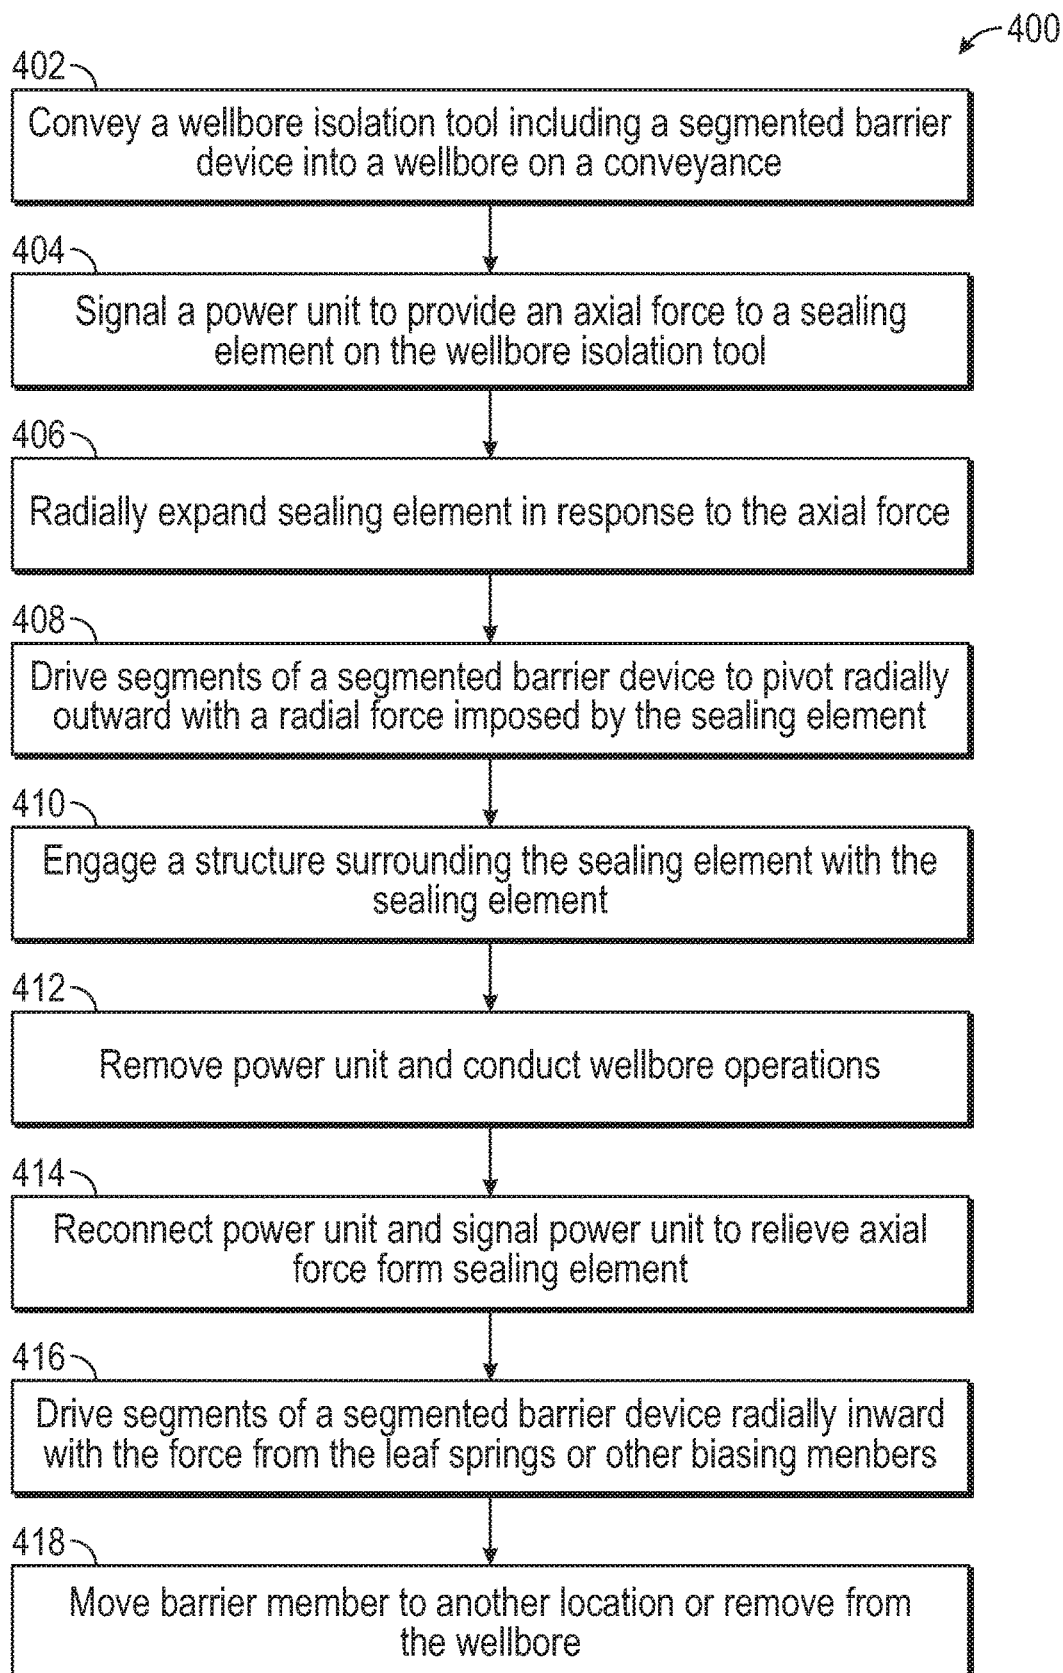 400
402
Convey a wellbore isolation tool including a segmented barrier
device into a wellbore on a conveyance
404
Signal a power unit to provide an axial force to a sealing
element on the wellbore isolation tool
406
Radially expand sealing element in response to the axial force
408
Drive segments of a segmented barrier device to pivot radially
outward with a radial force imposed by the sealing element
410
Engage a structure surrounding the sealing element with the
sealing element
412
Remove power unit and conduct wellbore operations
414
Reconnect power unit and signal power unit to relieve axial
force form sealing element
416
Drive segments of a segmented barrier device radially inward
with the force from the leaf springs or other biasing menbers
418
Move barrier member to another location or remove from
the wellbore